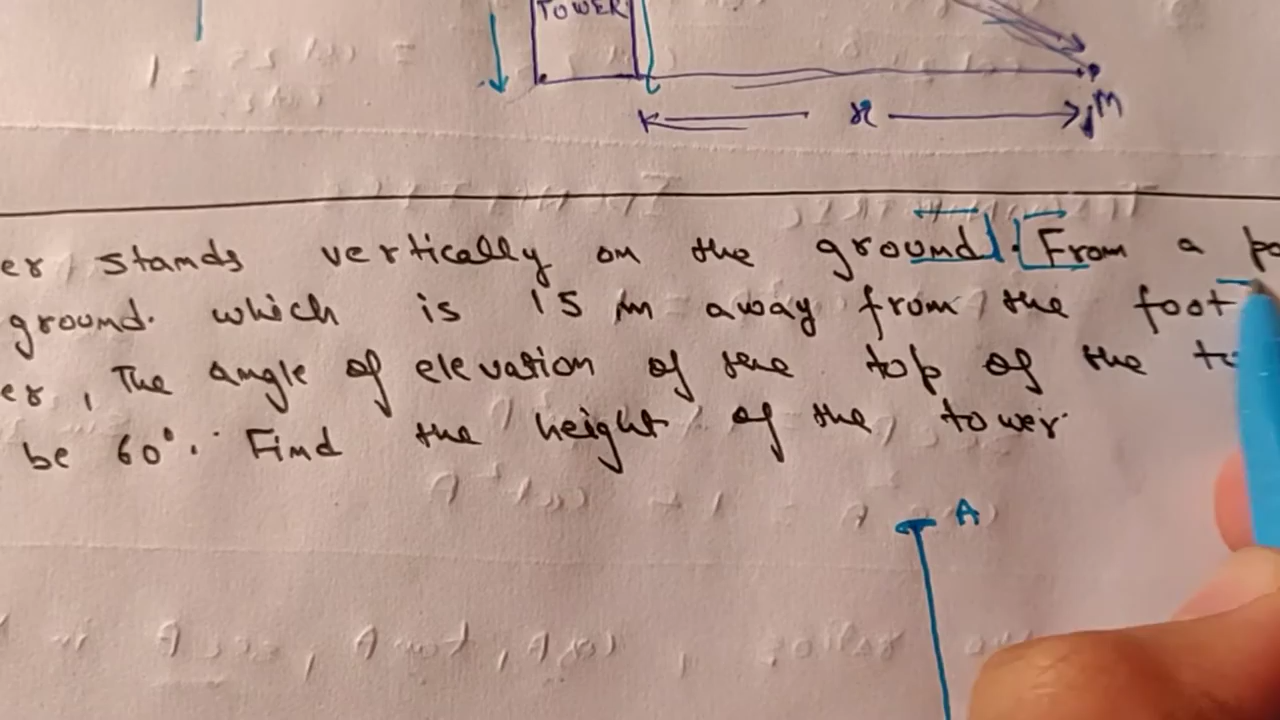 TOWER
x
M
er stands vertically on the ground. From a po
ground. which is 15 m away from the foot
er, The angle of elevation of the top of the to
be 60°. Find the height of the tower.
A